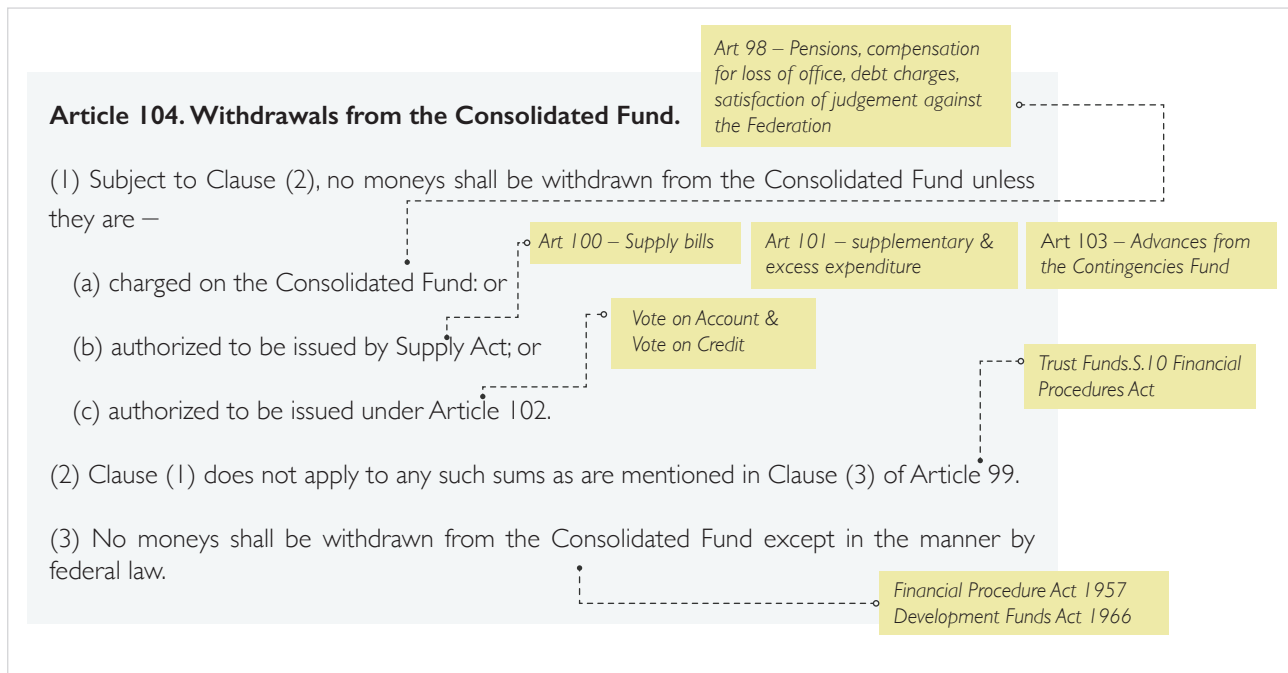 Art 98 – Pensions, compensation
for loss of office, debt charges,
satisfaction of judgement against
the Federation
Article 104. Withdrawals from the Consolidated Fund.
(1) Subject to Clause (2), no moneys shall be withdrawn from the Consolidated Fund unless
they are –
Art 100 – Supply bills
Art 101 – supplementary &
excess expenditure
Art 103 – Advances from
the Contingencies Fund
(a) charged on the Consolidated Fund: or
Vote on Account &
Vote on Credit
(b) authorized to be issued by Supply Act; or
Trust Funds.S.10 Financial
Procedures Act
(c) authorized to be issued under Article 102.
(2) Clause (1) does not apply to any such sums as are mentioned in Clause (3) of Article 99.
(3) No moneys shall be withdrawn from the Consolidated Fund except in the manner by
federal law.
Financial Procedure Act 1957
Development Funds Act 1966